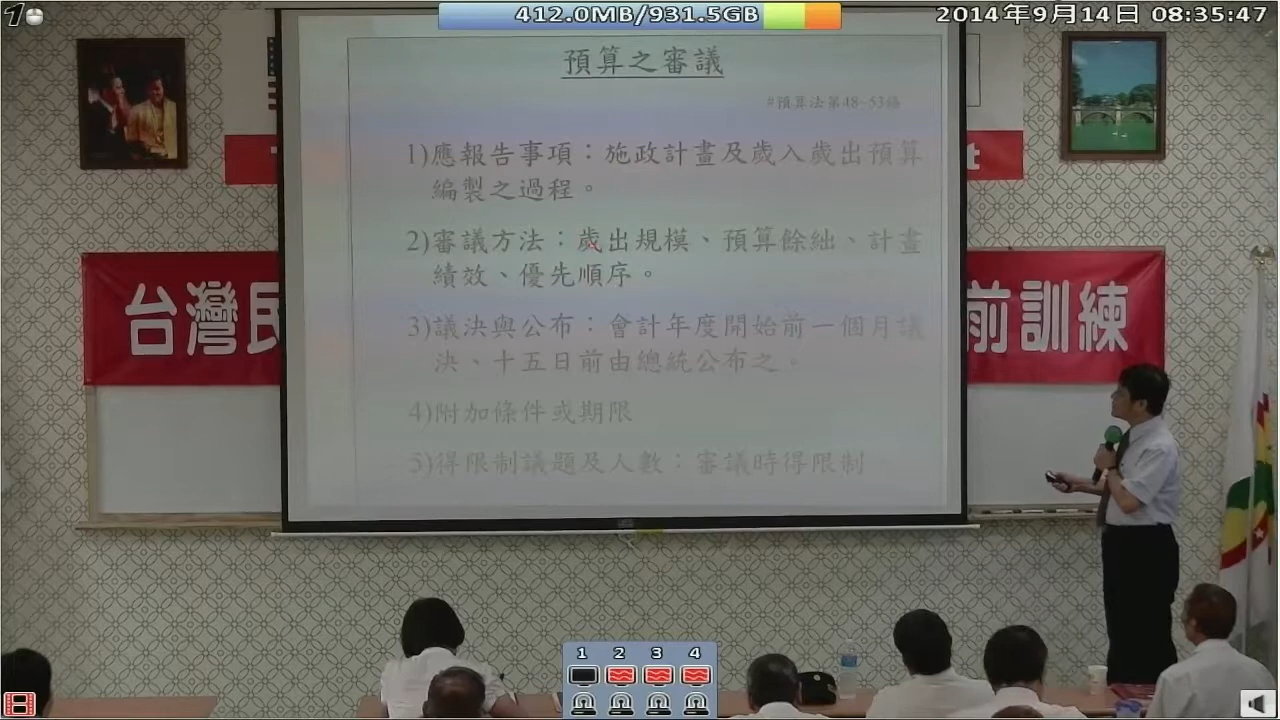 412.0MB/931.5GB
2014年9月14日 08:35:47
預算之審議
#預算法第48-53條
1)應報告事項：施政計畫及歲入歲出預算
編製之過程。
2)審議方法：歲出規模、預算餘絀、計畫
績效、優先順序。
3)議決與公布：會計年度開始前一個月議
決、十五日前由總統公布之。
4)附加條件或期限
5)得限制議題及人數：審議時得限制
t
台灣民
前訓練
1 2 3 4